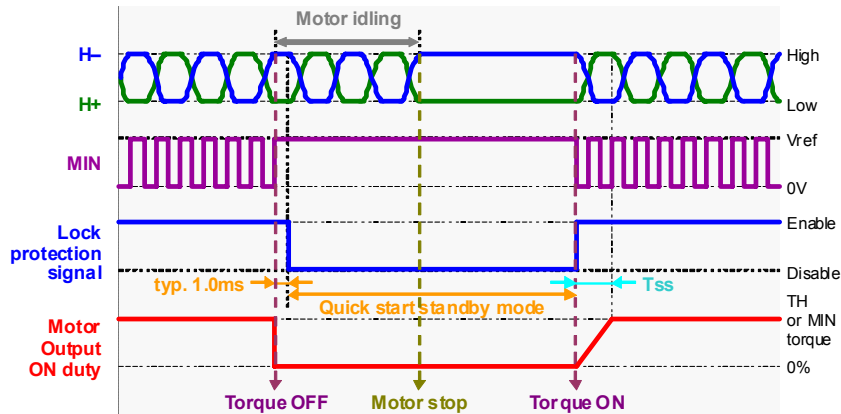 Motor idling
H–
High
H+
Low
Vref
MIN
0V
Enable
Lock
protection
signal
Disable
typ. 1.0ms
Tss
Quick start standby mode
TH
or MIN
torque
Motor
Output
ON duty
0%
Torque OFF
Motor stop
Torque ON